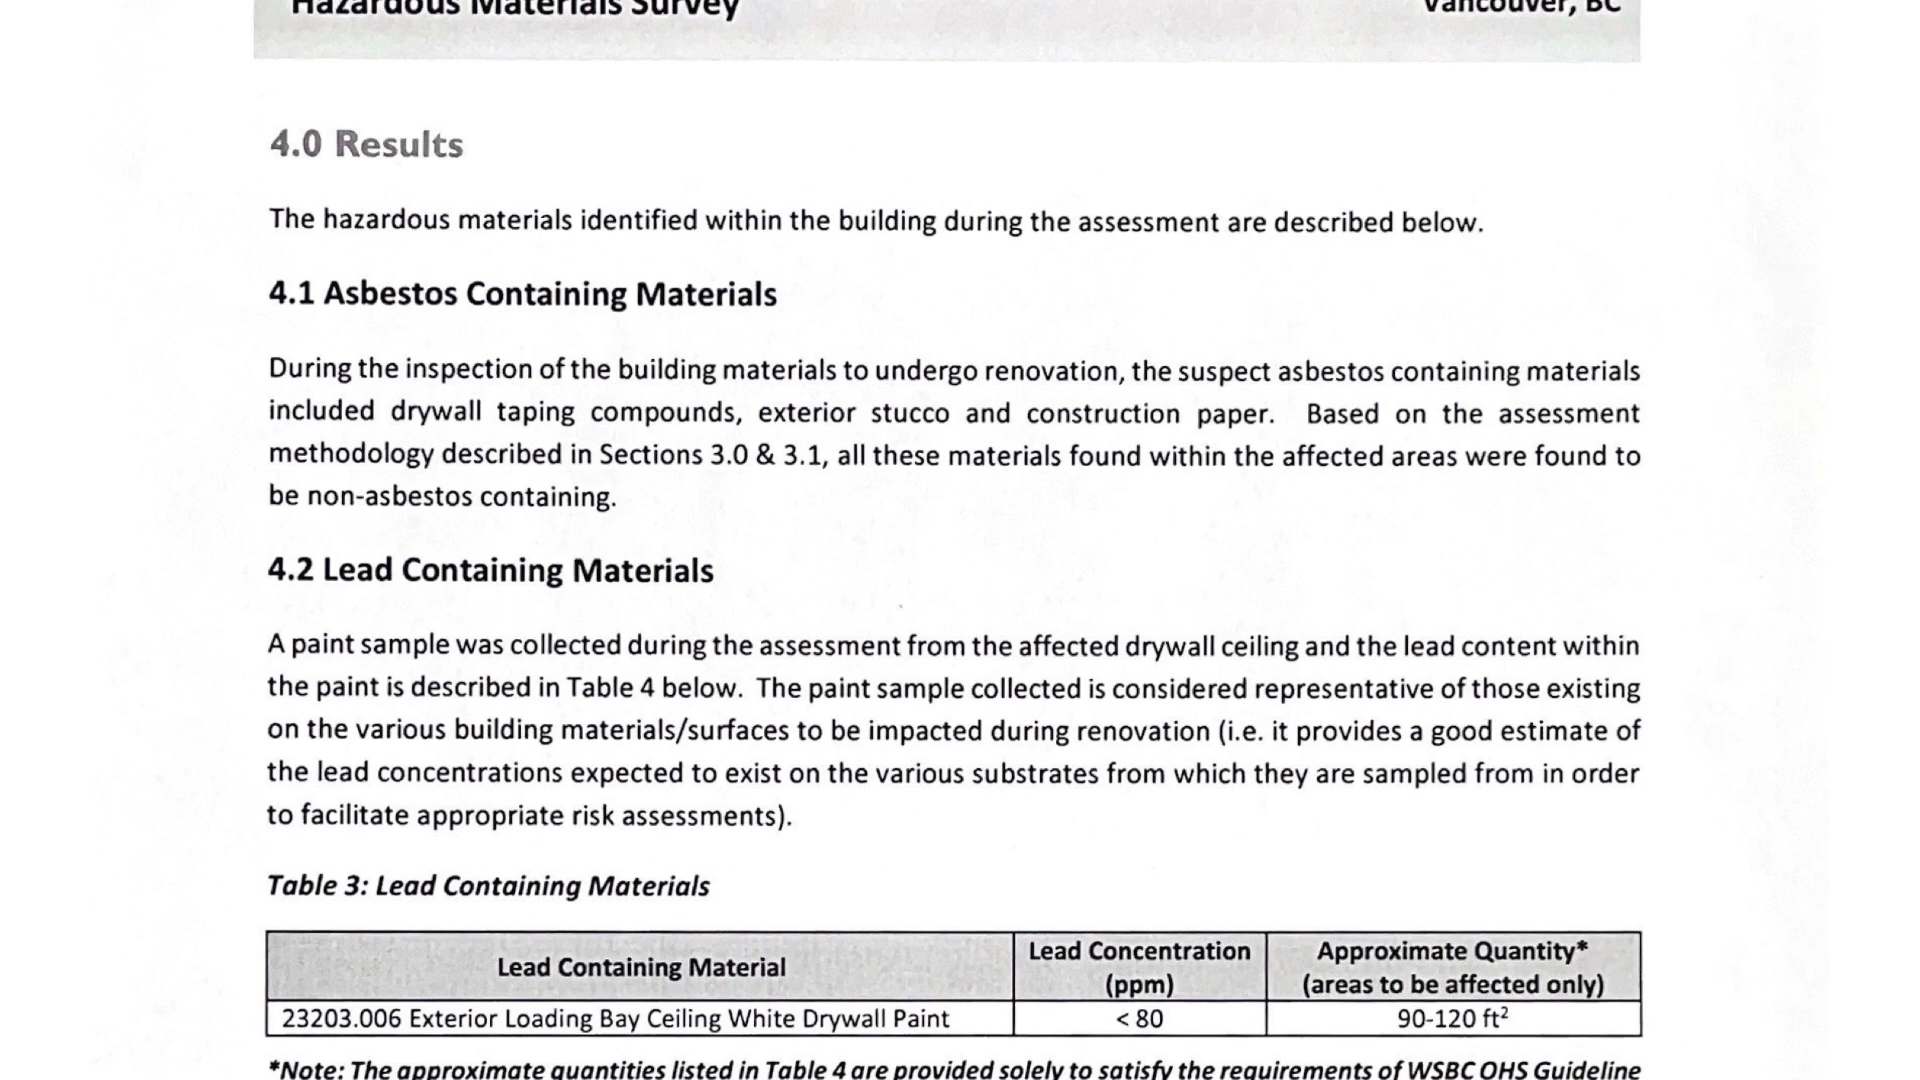 Hazardous Materials Survey Vancouver, BC
4.0 Results
The hazardous materials identified within the building during the assessment are described below.
4.1 Asbestos Containing Materials
During the inspection of the building materials to undergo renovation, the suspect asbestos containing materials
included drywall taping compounds, exterior stucco and construction paper. Based on the assessment
methodology described in Sections 3.0 & 3.1, all these materials found within the affected areas were found to
be non-asbestos containing.
4.2 Lead Containing Materials
A paint sample was collected during the assessment from the affected drywall ceiling and the lead content within
the paint is described in Table 4 below. The paint sample collected is considered representative of those existing
on the various building materials/surfaces to be impacted during renovation (i.e. it provides a good estimate of
the lead concentrations expected to exist on the various substrates from which they are sampled from in order
to facilitate appropriate risk assessments).
Table 3: Lead Containing Materials
Lead Containing Material
Lead Concentration
(ppm)
Approximate Quantity*
(areas to be affected only)
23203.006 Exterior Loading Bay Ceiling White Drywall Paint
< 80
90-120 ft²
*Note: The approximate quantities listed in Table 4 are provided solely to satisfy the requirements of WSBC OHS Guideline